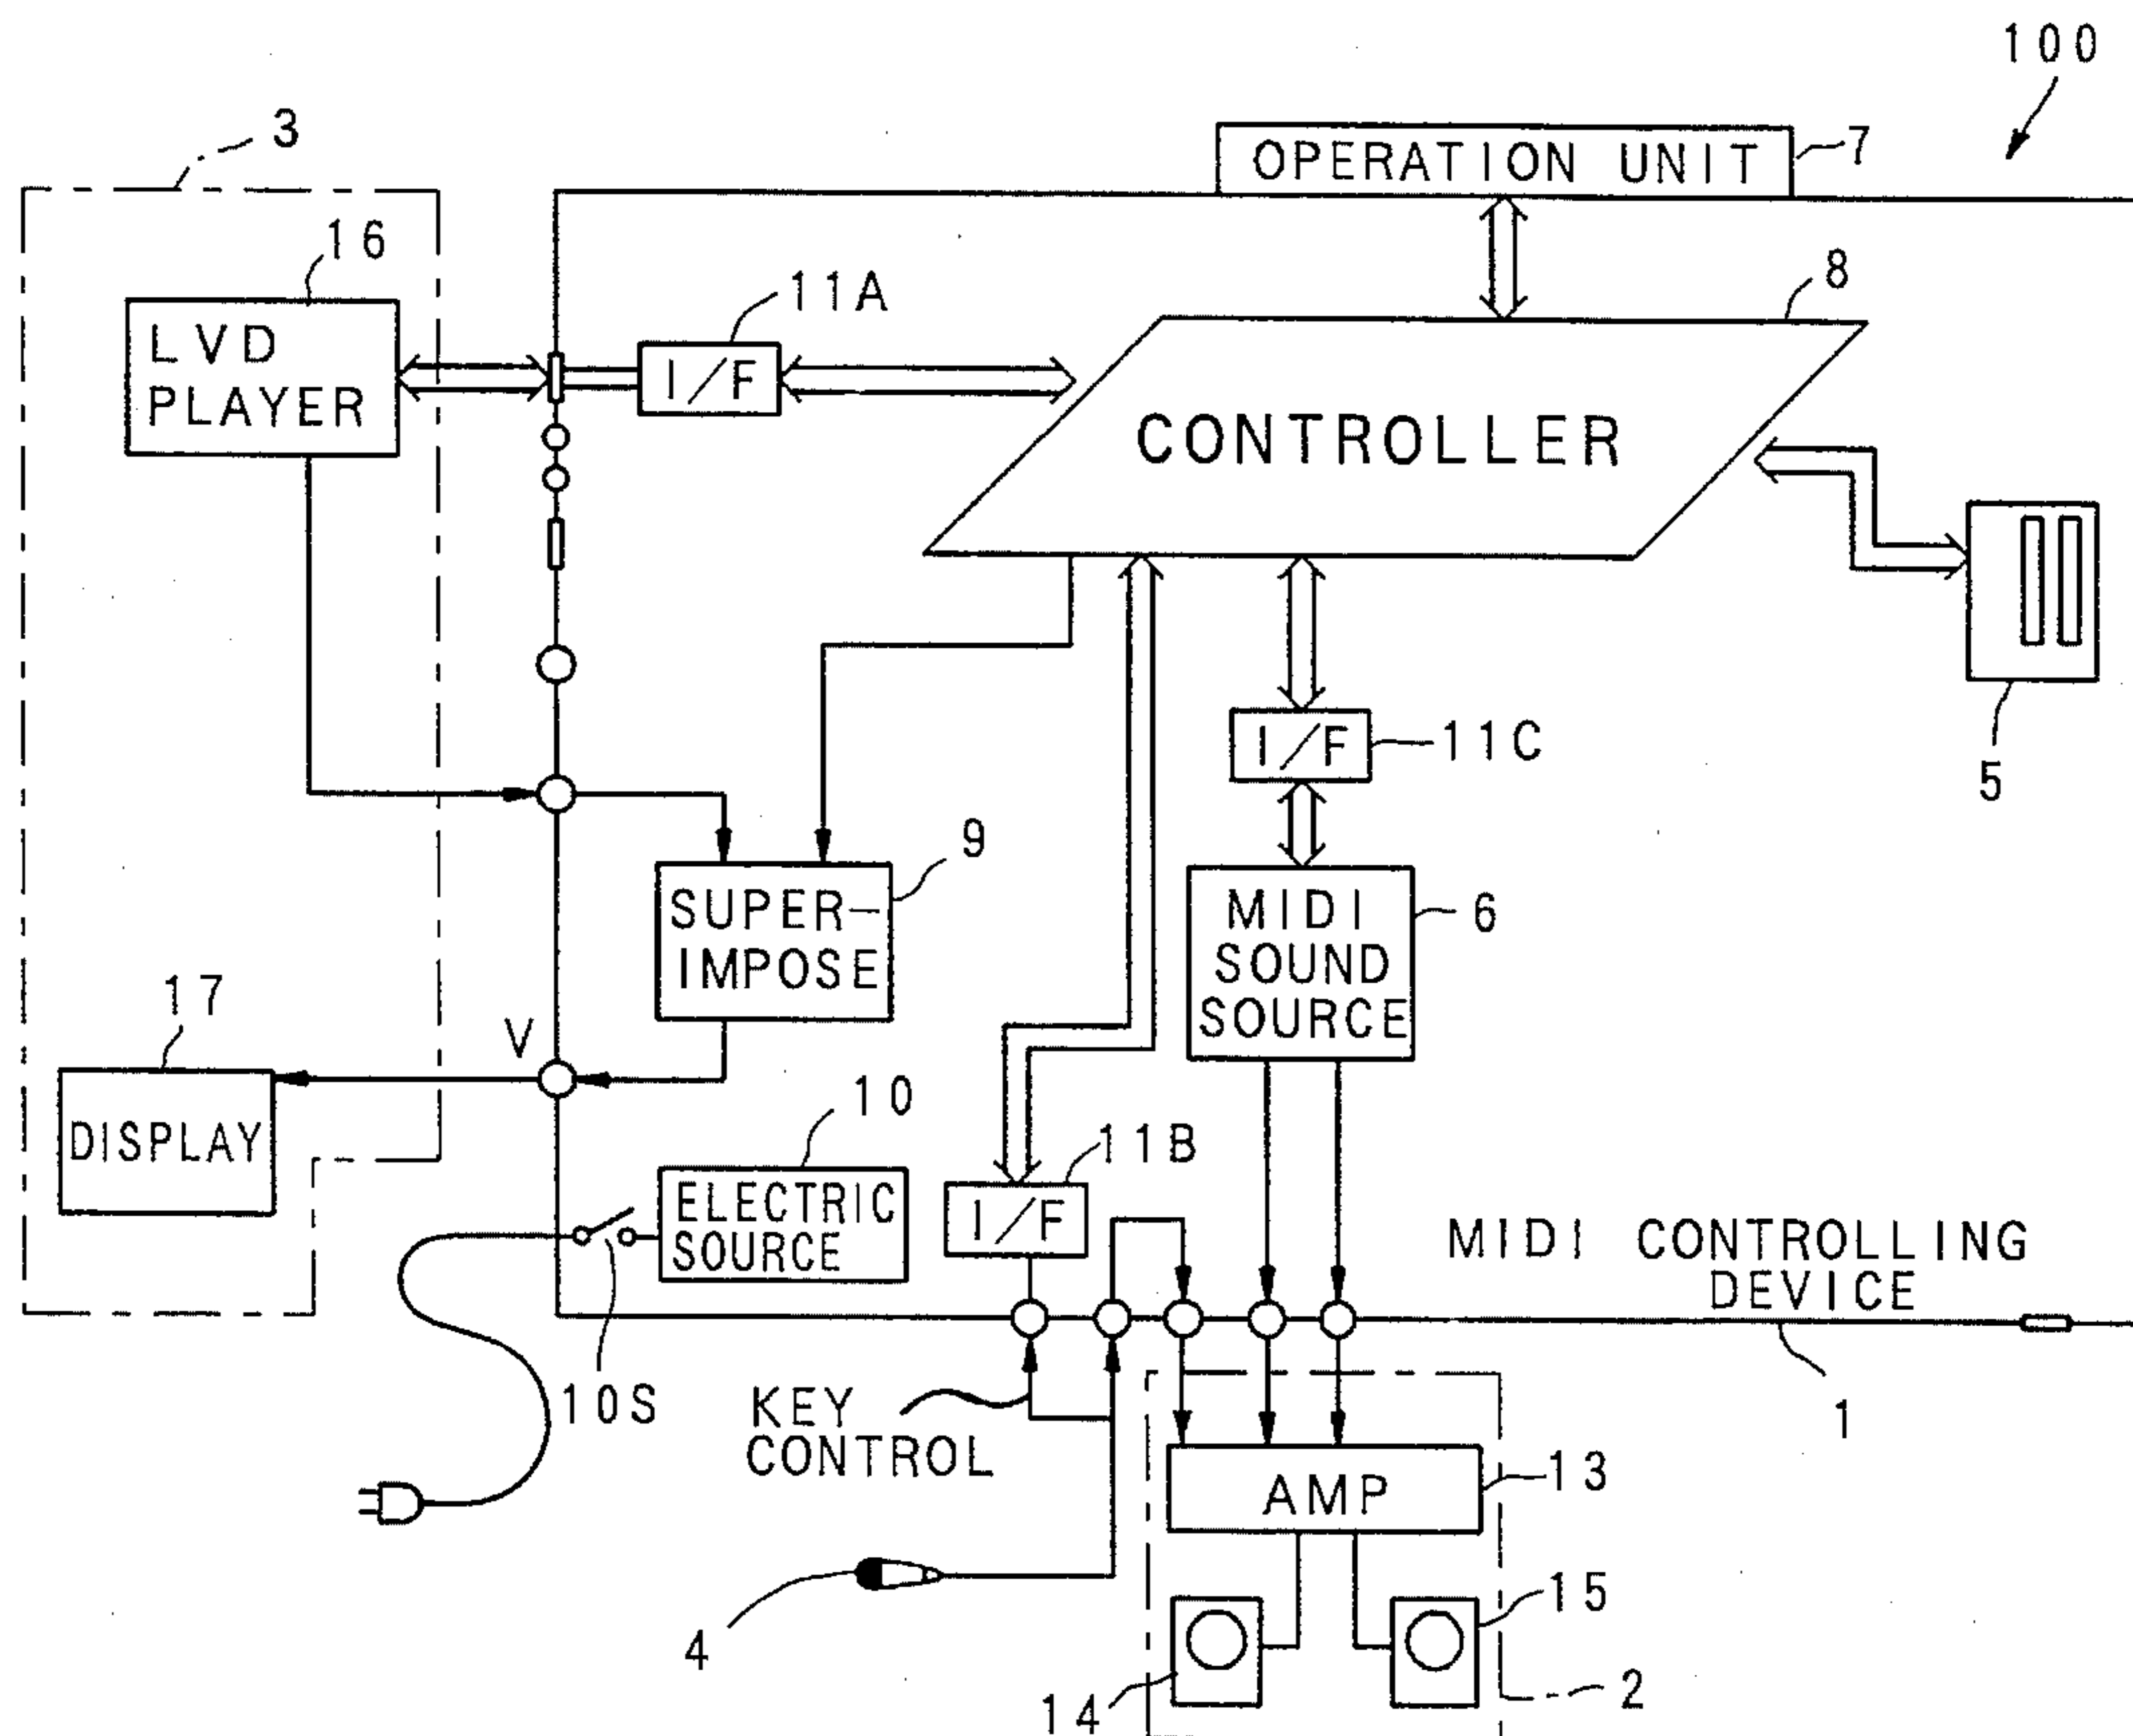 100
3
OPERATION UNIT
7
16
11A
8
LVD
PLAYER
I/F
CONTROLLER
I/F
11C
5
9
SUPER-
IMPOSE
MIDI
SOUND
SOURCE
6
17
V
DISPLAY
10
11B
ELECTRIC
SOURCE
I/F
MIDI CONTROLLING
DEVICE
10S
KEY
CONTROL
1
AMP
13
4
15
14
2